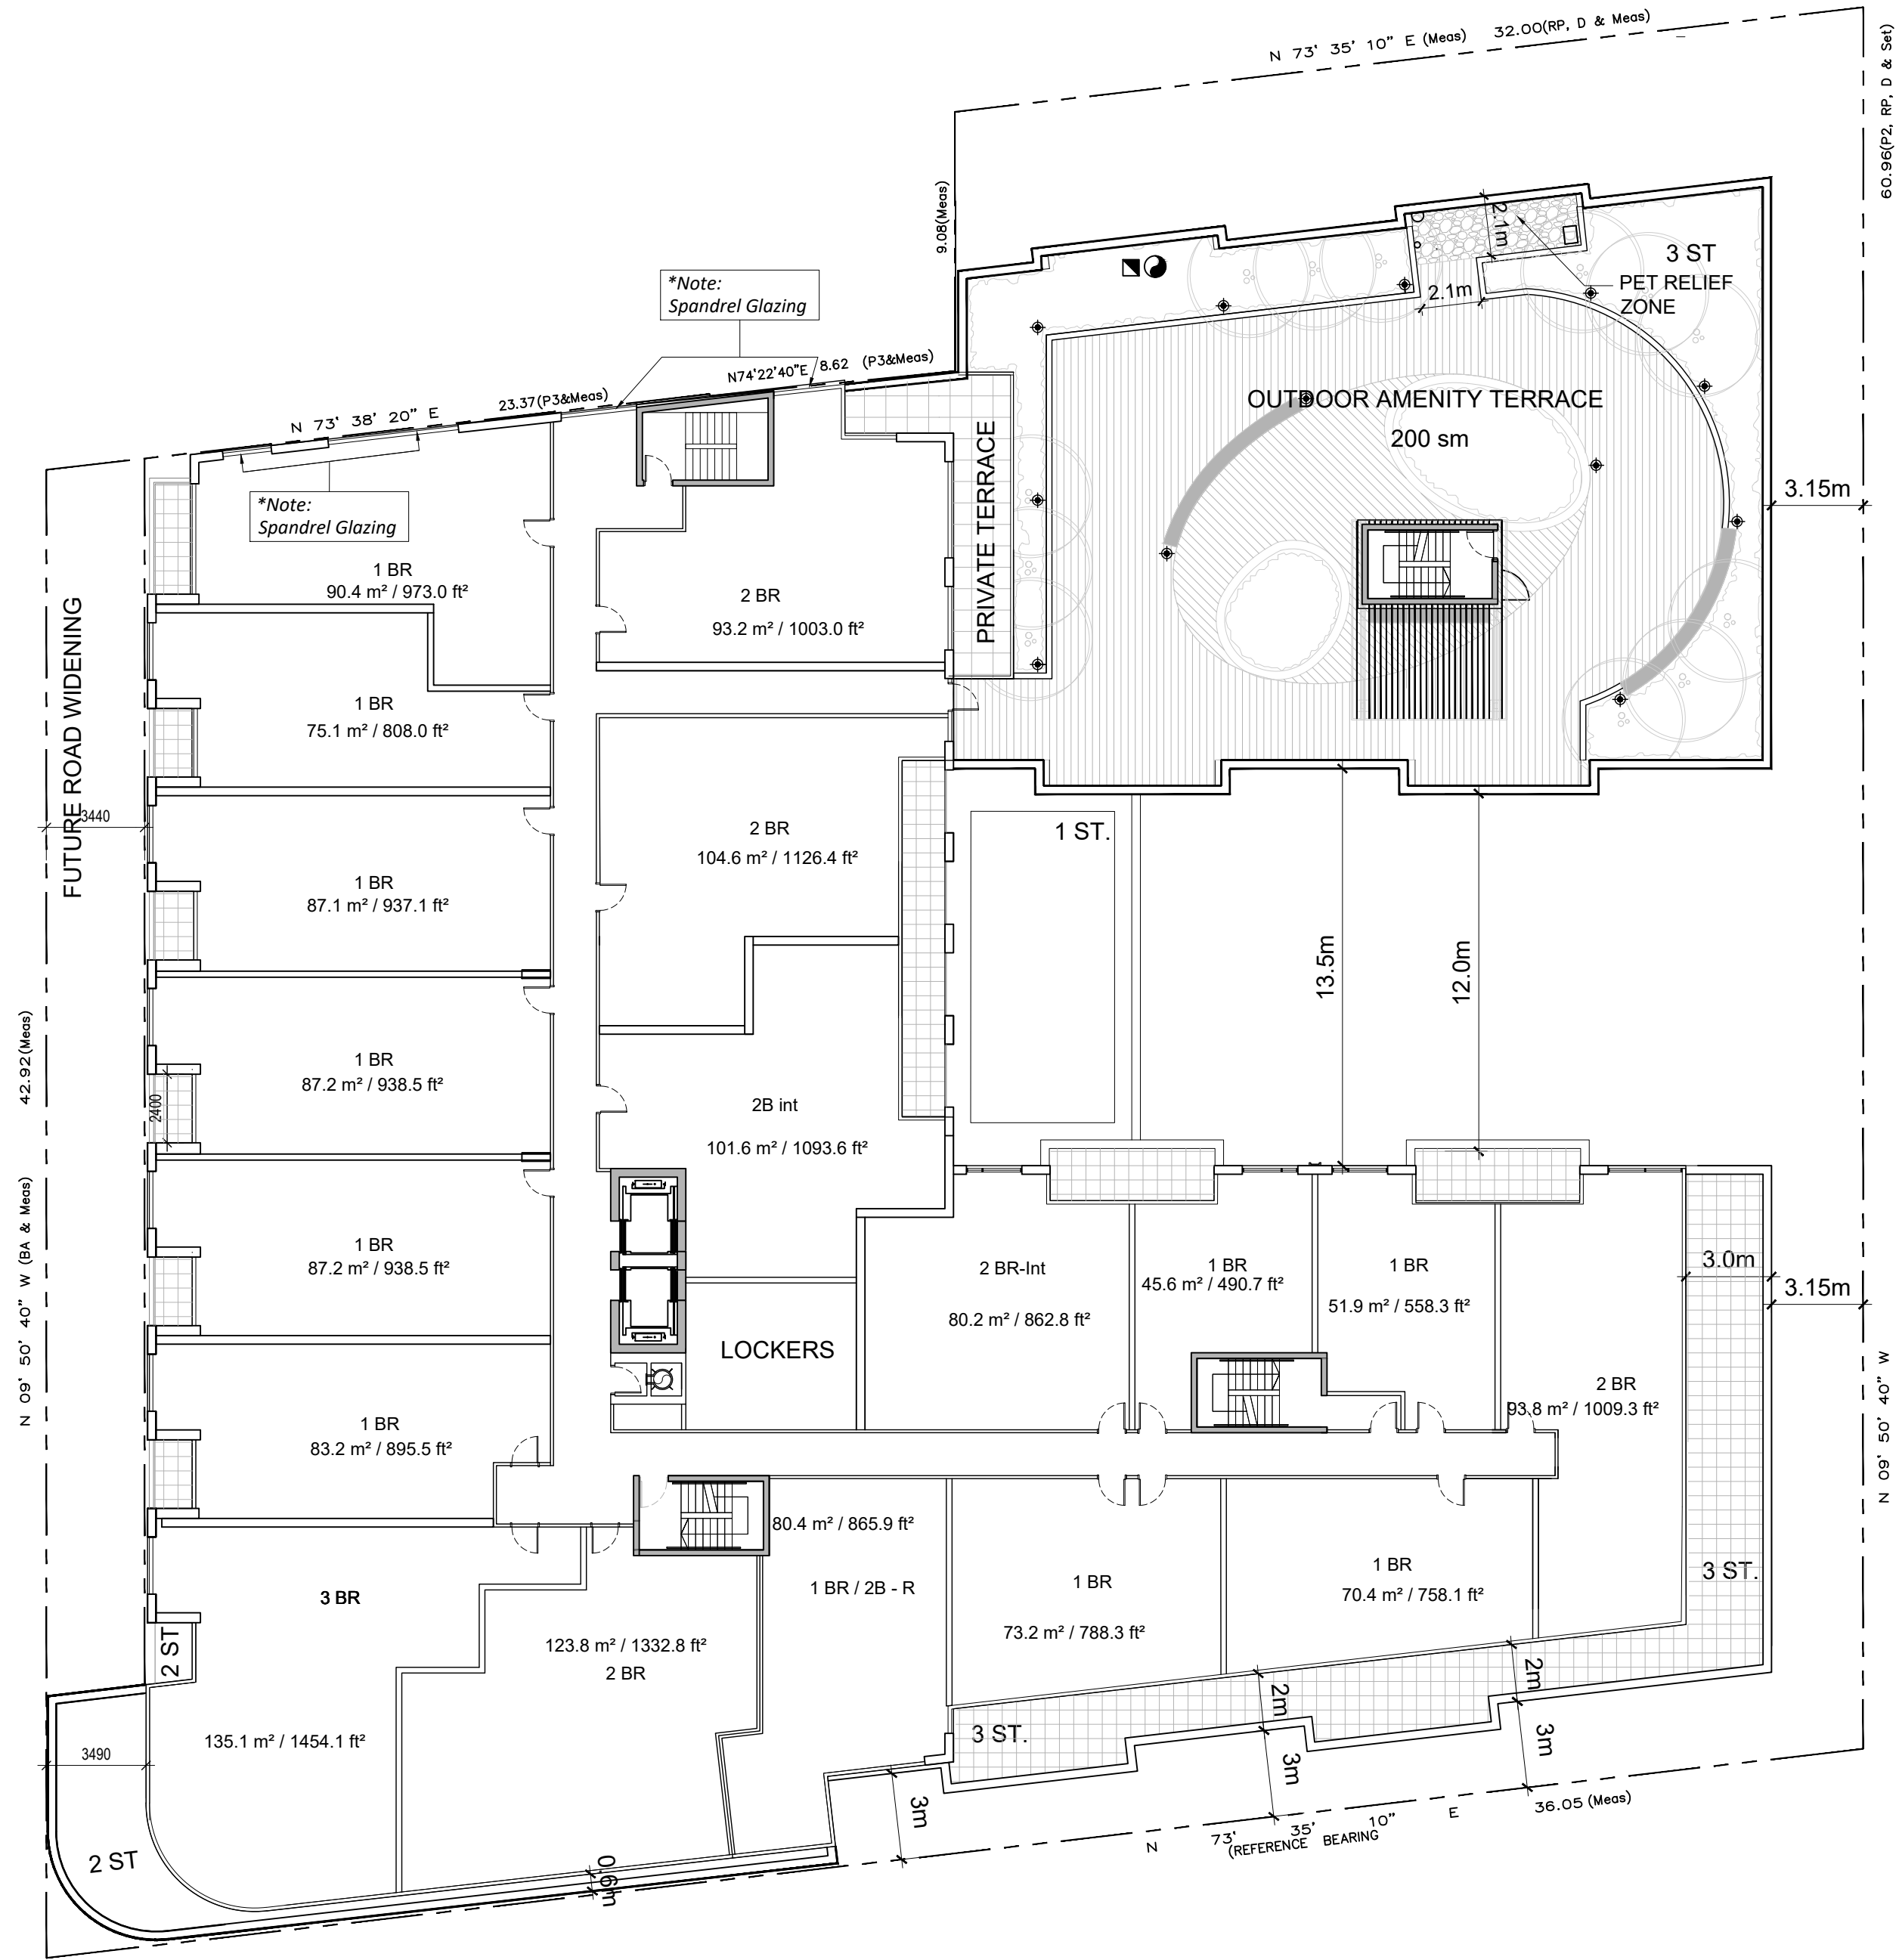 N 73' 35' 10" E (Meas) 32.00(RP, D & Meas)
60.96(P2, RP, D & Set)
9.08(Meas)
*Note:
Spandrel Glazing
N74'22'40"E 8.62 (P3&Meas)
N 73' 38' 20" E 23.37(P3&Meas)
*Note:
Spandrel Glazing
2.1m
3 ST
PET RELIEF
ZONE
2.1m
OUTDOOR AMENITY TERRACE
200 sm
3.15m
PRIVATE TERRACE
1 BR
90.4 m² / 973.0 ft²
2 BR
93.2 m² / 1003.0 ft²
FUTURE ROAD WIDENING
3440
1 BR
75.1 m² / 808.0 ft²
2 BR
104.6 m² / 1126.4 ft²
1 ST.
1 BR
87.1 m² / 937.1 ft²
13.5m
12.0m
42.92(Meas)
N 09' 50' 40" W (BA & Meas)
1 BR
87.2 m² / 938.5 ft²
2400
2B int
101.6 m² / 1093.6 ft²
1 BR
87.2 m² / 938.5 ft²
2 BR-Int
80.2 m² / 862.8 ft²
1 BR
45.6 m² / 490.7 ft²
1 BR
51.9 m² / 558.3 ft²
3.0m
3.15m
LOCKERS
2 BR
93.8 m² / 1009.3 ft²
N 09' 50' 40" W
1 BR
83.2 m² / 895.5 ft²
80.4 m² / 865.9 ft²
1 BR / 2B - R
1 BR
73.2 m² / 788.3 ft²
1 BR
70.4 m² / 758.1 ft²
3 ST.
3 BR
2 ST
123.8 m² / 1332.8 ft²
2 BR
135.1 m² / 1454.1 ft²
3490
3 ST.
2m
2m
3m
3m
3m
2 ST
0.6m
N 73' 35' 10" E
(REFERENCE BEARING
36.05 (Meas)